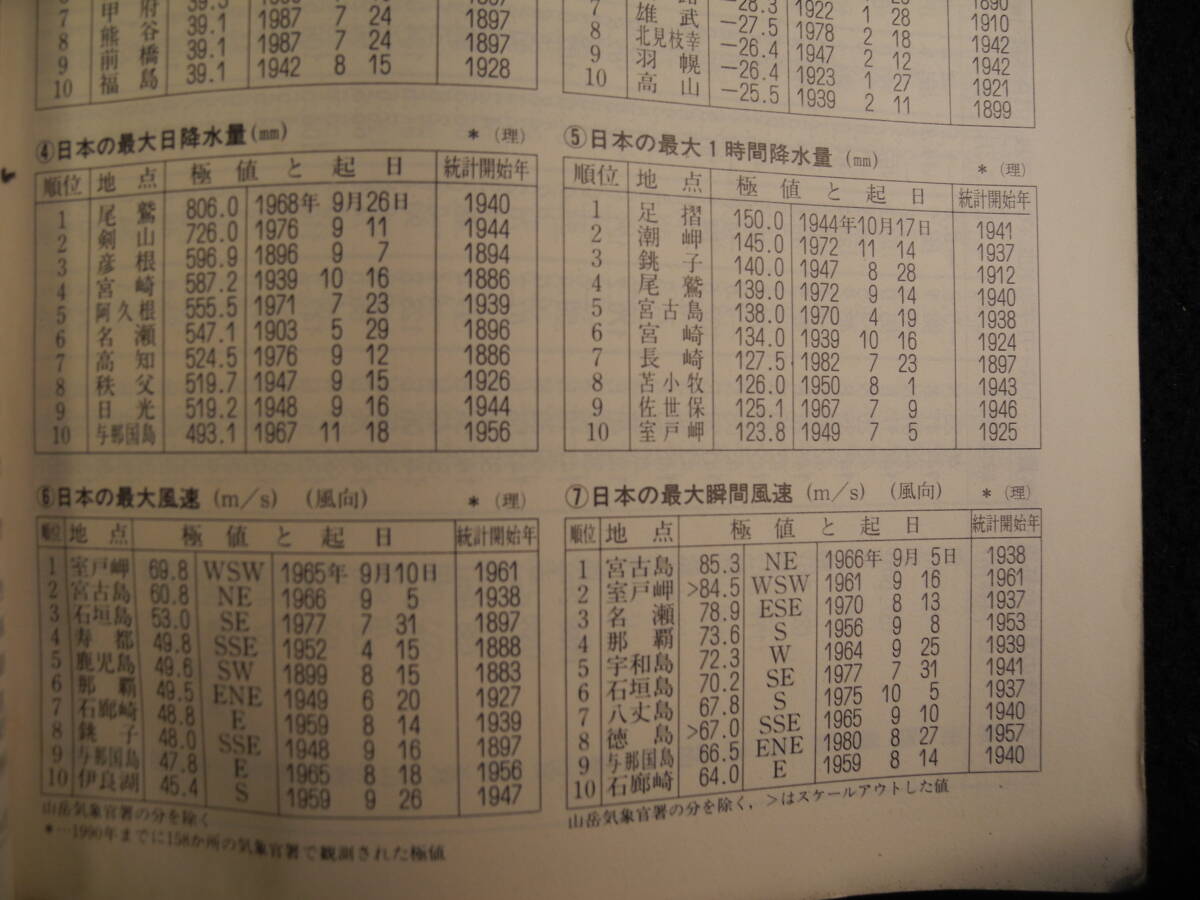 甲府 39.3
8 熊谷 39.1 1987 7 24 1897
9 前橋 39.1 1987 7 24 1897
10 福島 39.1 1942 8 15 1928
7 雄武 −28.3 1922 1 28 1910
8 北見枝幸 −27.5 1978 2 18 1942
9 羽幌 −26.4 1947 2 12 1942
−26.4 1923 1 27 1921
10 高山 −25.5 1939 2 11 1899
④日本の最大日降水量(mm) *(理)
順位 地点 極値と起日 統計開始年
1 尾鷲 806.0 1968年 9月26日 1940
2 剣山 726.0 1976 9 11 1944
3 彦根 596.9 1896 9 7 1894
4 宮崎 587.2 1939 10 16 1886
5 阿久根 555.5 1971 7 23 1939
6 名瀬 547.1 1903 5 29 1896
7 高知 524.5 1976 9 12 1886
8 秩父 519.7 1947 9 15 1926
9 日光 519.2 1948 9 16 1944
10 与那国島 493.1 1967 11 18 1956
⑤日本の最大1時間降水量(mm) *(理)
順位 地点 極値と起日 統計開始年
1 足摺 150.0 1944年10月17日 1941
2 潮岬 145.0 1972 11 14 1937
3 銚子 140.0 1947 8 28 1912
4 尾鷲 139.0 1972 9 14 1940
5 宮古島 138.0 1970 4 19 1938
6 宮崎 134.0 1939 10 16 1924
7 長崎 127.5 1982 7 23 1897
8 苫小牧 126.0 1950 8 1 1943
9 佐世保 125.1 1967 7 9 1946
10 室戸岬 123.8 1949 7 5 1925
⑥日本の最大風速(m/s) (風向) *(理)
順位 地点 極値と起日 統計開始年
1 室戸岬 69.8 WSW 1965年 9月10日 1961
2 宮古島 60.8 NE 1966 9 5 1938
3 石垣島 53.0 SE 1977 7 31 1897
4 寿都 49.8 SSE 1952 4 15 1888
5 鹿児島 49.6 SW 1899 8 15 1883
6 那覇 49.5 ENE 1949 6 20 1927
7 石廊崎 48.8 E 1959 8 14 1939
8 銚子 48.0 SSE 1948 9 16 1897
9 与那国島 47.8 E 1965 8 18 1956
10 伊良湖 45.4 S 1959 9 26 1947
山岳気象官署の分を除く
*…1990年までに158か所の気象官署で観測された極値
⑦日本の最大瞬間風速(m/s) (風向) *(理)
順位 地点 極値と起日 統計開始年
1 宮古島 85.3 NE 1966年 9月 5日 1938
2 室戸岬 >84.5 WSW 1961 9 16 1961
3 名瀬 78.9 ESE 1970 8 13 1937
4 那覇 73.6 S 1956 9 8 1953
5 宇和島 72.3 W 1964 9 25 1939
6 石垣島 70.2 SE 1977 7 31 1941
7 八丈島 67.8 S 1975 10 5 1937
8 徳島 >67.0 SSE 1965 9 10 1940
9 与那国島 66.5 ENE 1980 8 27 1957
10 石廊崎 64.0 E 1959 8 14 1940
山岳気象官署の分を除く，>はスケールアウトした値